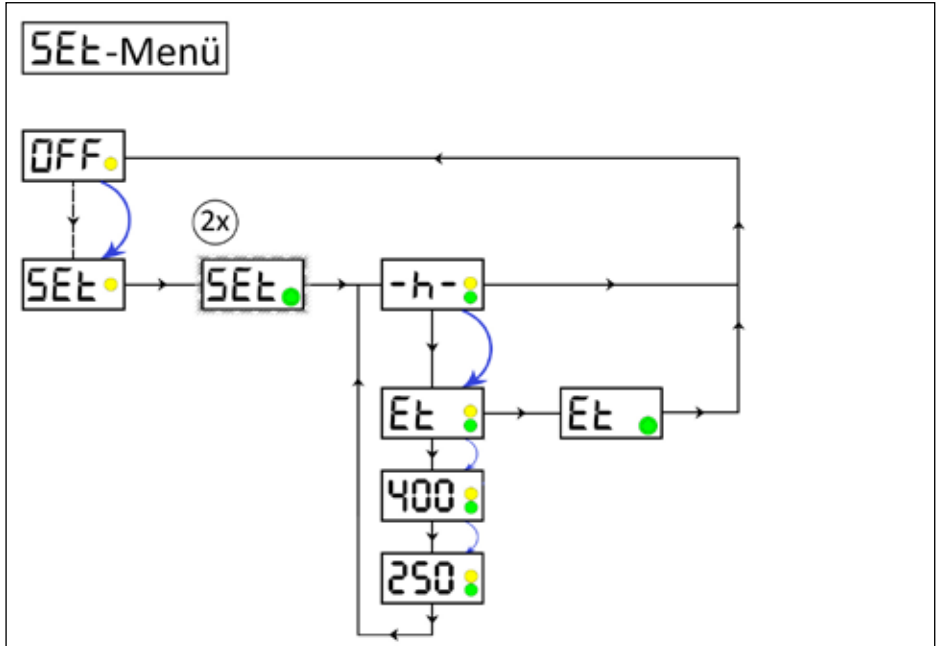 SEt-Menü
OFF
2x
SEt
SEt
-h-
Et
Et
400
250